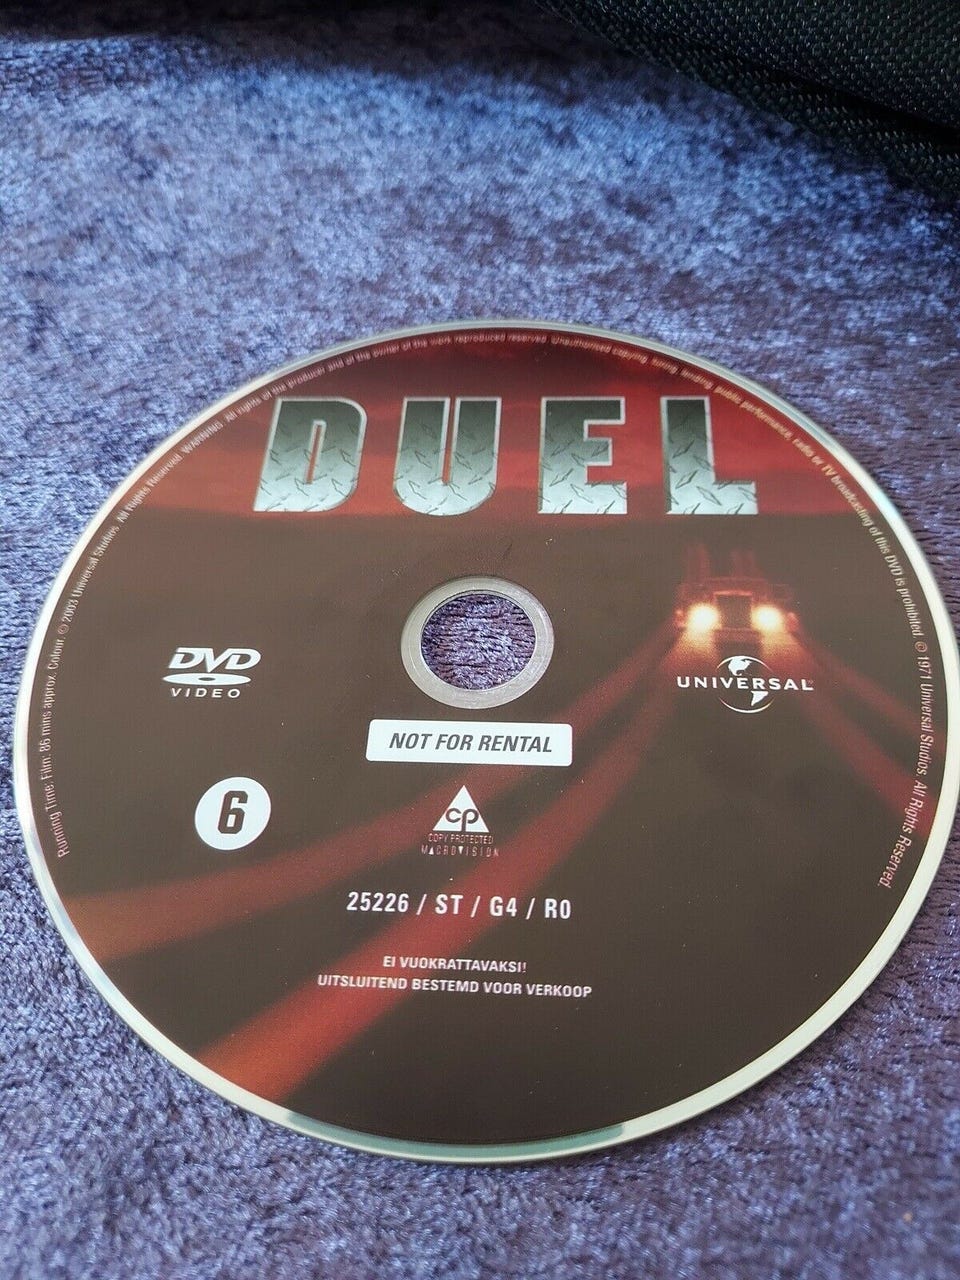 Running Time: Film: 86 mins approx. Colour. © 2003 Universal Studios. All Rights Reserved. WARNING: All rights of the producer and of the owner of the work reproduced reserved. Unauthorised copying, hiring, lending, public performance, radio or TV broadcasting of this DVD is prohibited. © 1971 Universal Studios. All Rights Reserved.
DUEL
DVD
VIDEO
UNIVERSAL
NOT FOR RENTAL
6
cp
COPY PROTECTED
MACROVISION
25226 / ST / G4 / R0
EI VUOKRATTAVAKSI!
UITSLUITEND BESTEMD VOOR VERKOOP